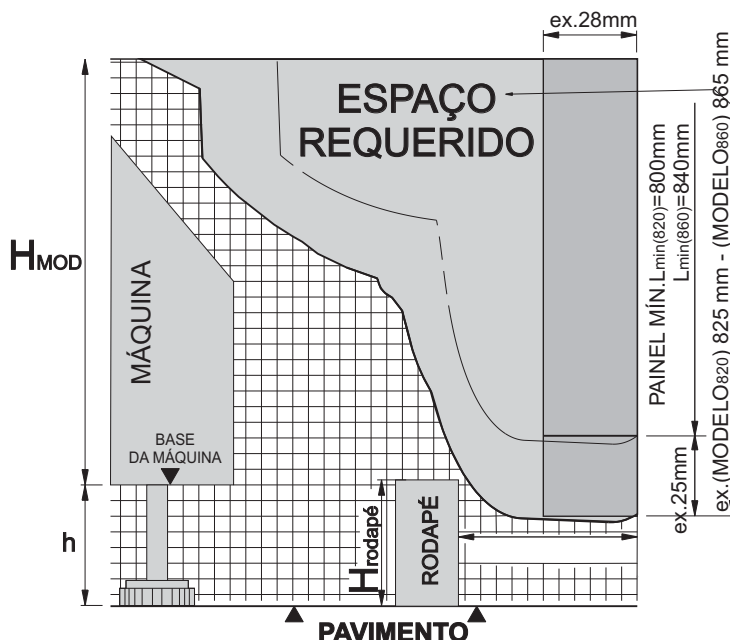 ex.28mm
ESPAÇO
REQUERIDO
HMOD
MÁQUINA
BASE
DA MÁQUINA
h
Hrodapé
RODAPÉ
PAVIMENTO
PAINEL MÍN.Lmin(820)=800mm
Lmin(860)=840mm
ex.25mm
ex.(MODELO820) 825 mm - (MODELO860) 865 mm